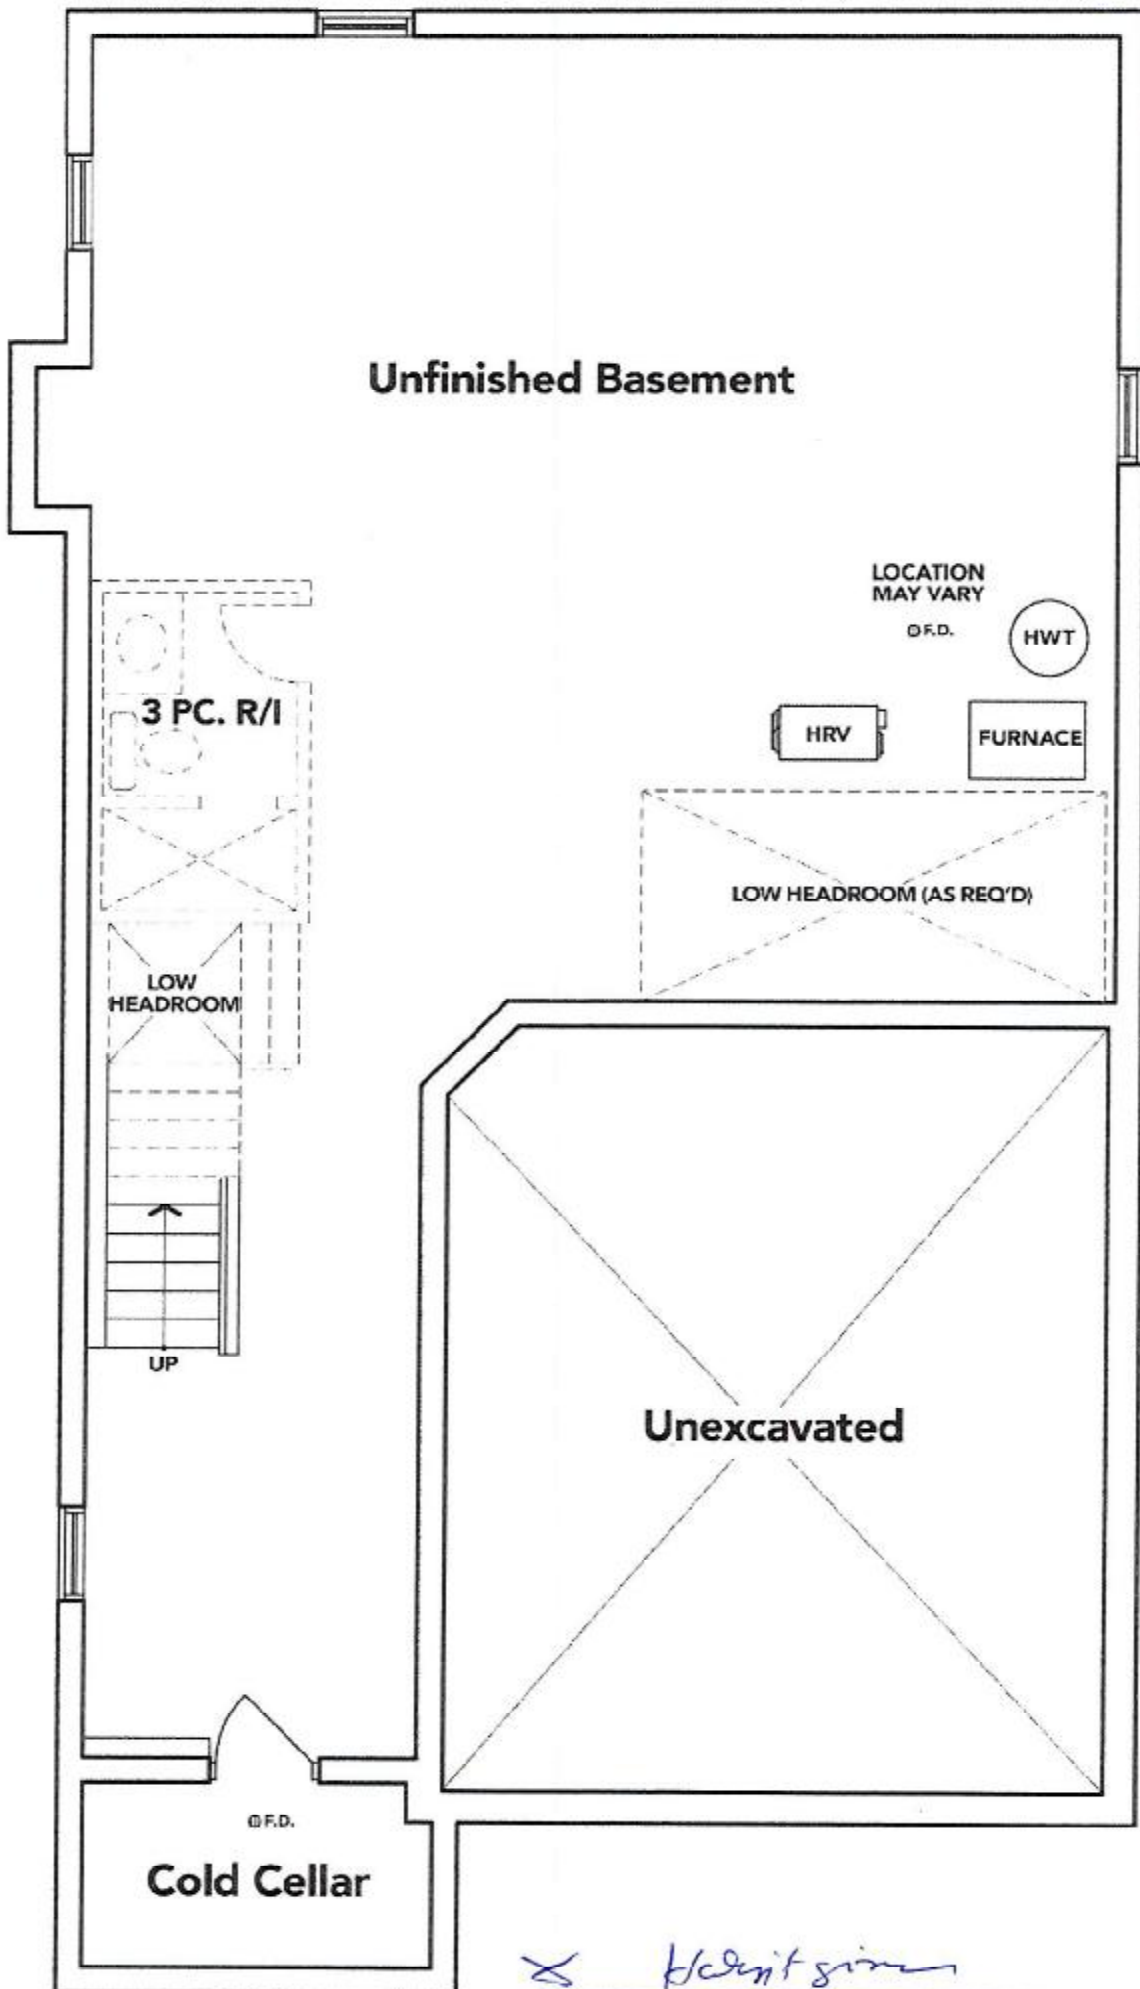 Unfinished Basement
LOCATION
MAY VARY
F.D.
HWT
3 PC. R/I
HRV
FURNACE
LOW HEADROOM (AS REQ'D)
LOW
HEADROOM
UP
Unexcavated
F.D.
Cold Cellar